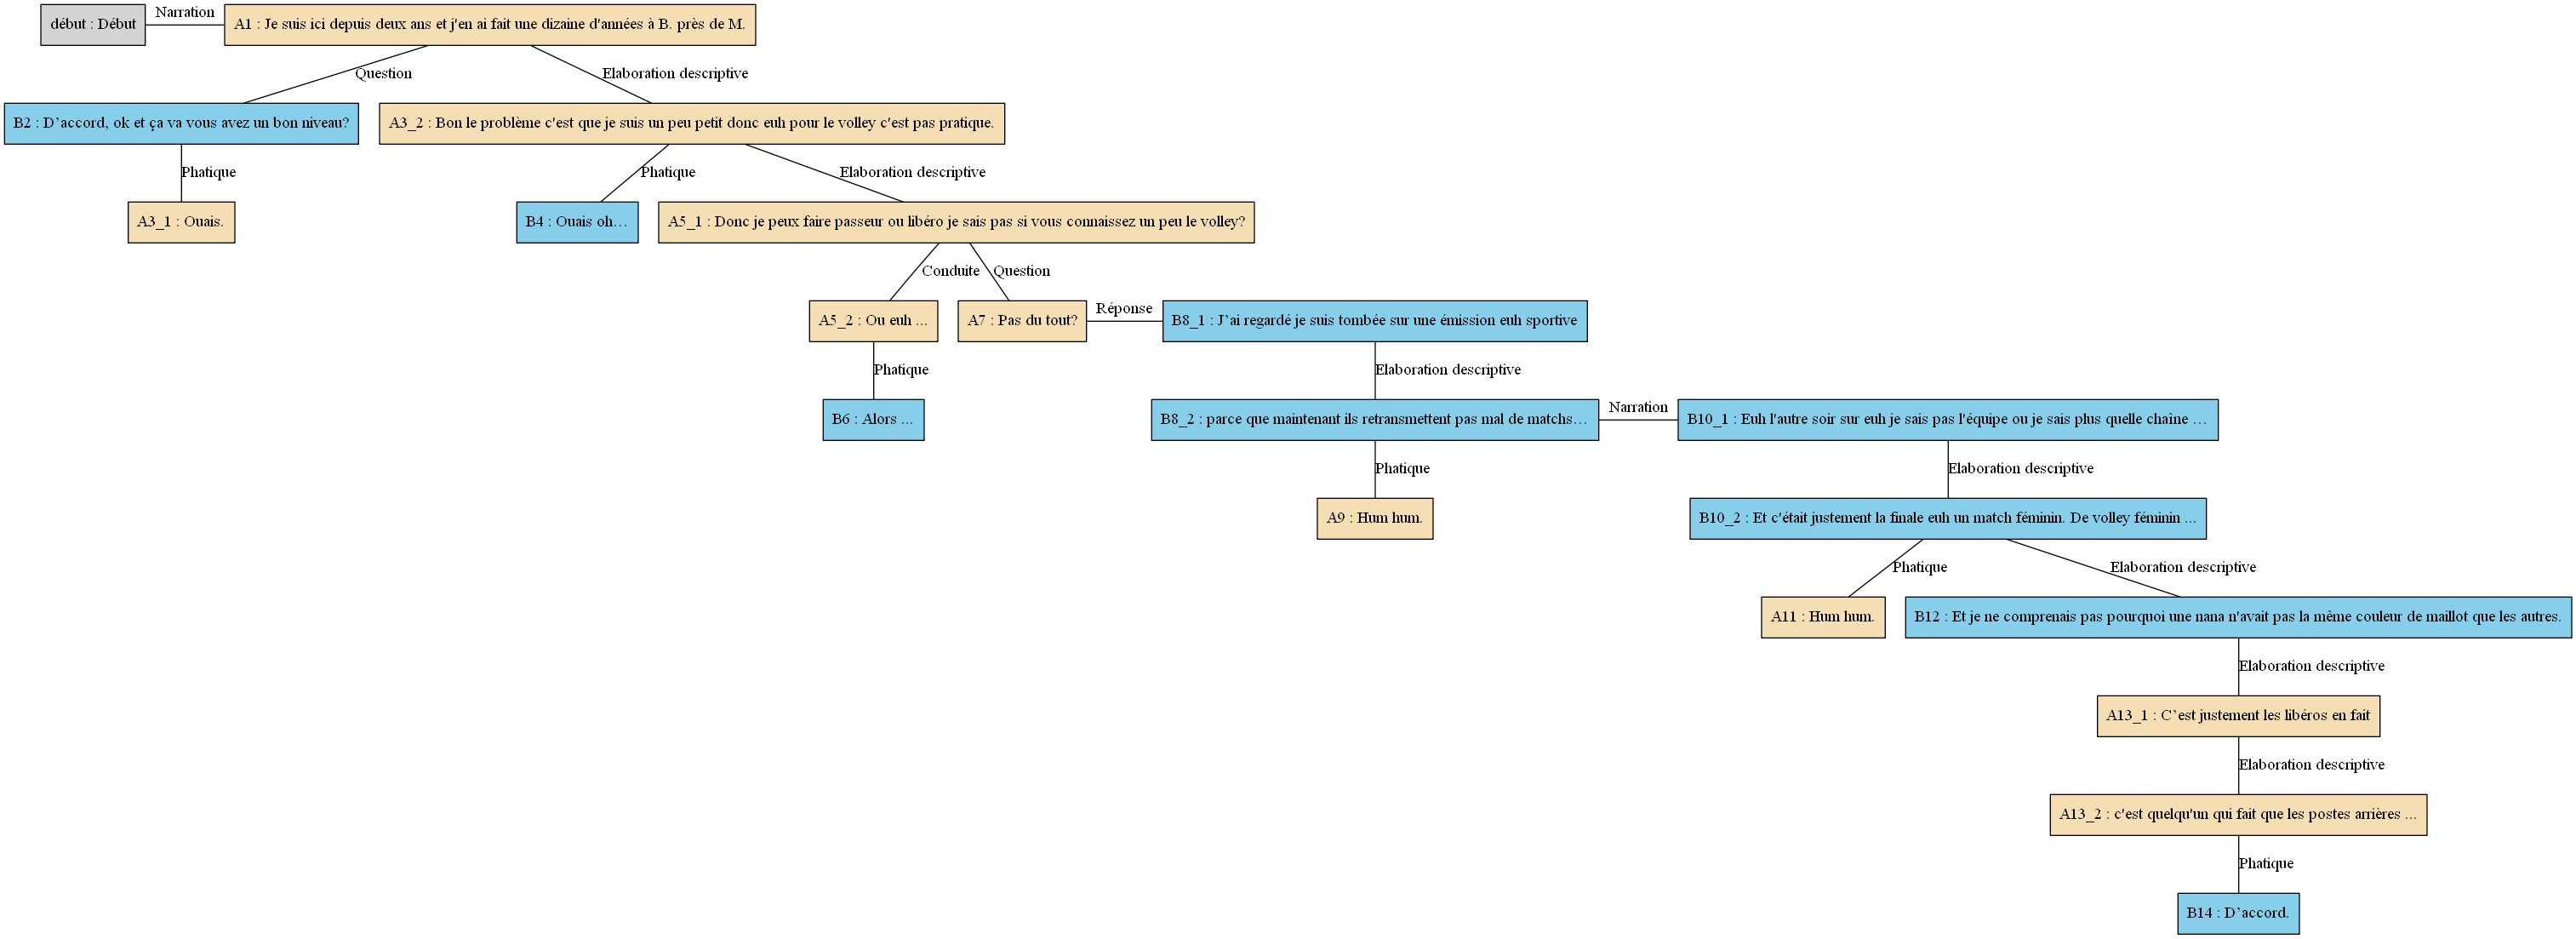 Narration
début : Début
A1 : Je suis ici depuis deux ans et j'en ai fait une dizaine d'années à B. près de M.
Question
Elaboration descriptive
B2 : D’accord, ok et ça va vous avez un bon niveau?
A3_2 : Bon le problème c'est que je suis un peu petit donc euh pour le volley c'est pas pratique.
Phatique
Phatique
Elaboration descriptive
A3_1 : Ouais.
B4 : Ouais oh…
A5_1 : Donc je peux faire passeur ou libéro je sais pas si vous connaissez un peu le volley?
Conduite
Question
A5_2 : Ou euh ...
A7 : Pas du tout?
Réponse
B8_1 : J’ai regardé je suis tombée sur une émission euh sportive
Phatique
Elaboration descriptive
B6 : Alors ...
B8_2 : parce que maintenant ils retransmettent pas mal de matchs…
Narration
B10_1 : Euh l'autre soir sur euh je sais pas l'équipe ou je sais plus quelle chaîne …
Phatique
Elaboration descriptive
A9 : Hum hum.
B10_2 : Et c'était justement la finale euh un match féminin. De volley féminin ...
Phatique
Elaboration descriptive
A11 : Hum hum.
B12 : Et je ne comprenais pas pourquoi une nana n'avait pas la même couleur de maillot que les autres.
Elaboration descriptive
A13_1 : C’est justement les libéros en fait
Elaboration descriptive
A13_2 : c'est quelqu'un qui fait que les postes arrières ...
Phatique
B14 : D’accord.